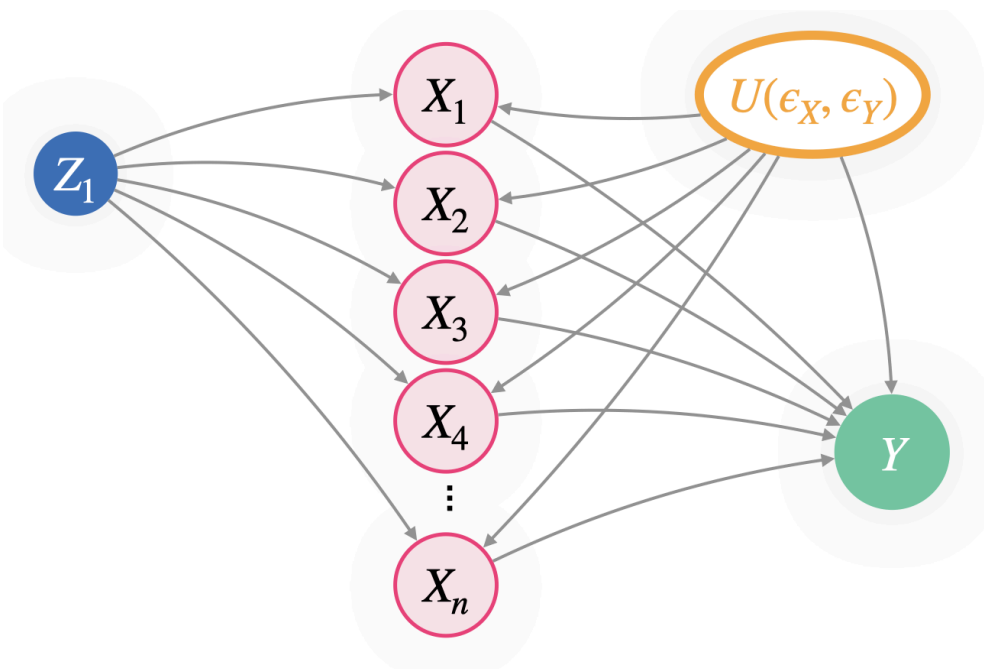 Z₁
X₁
X₂
X₃
X₄
⋮
Xₙ
U(ϵ_X, ϵ_Y)
Y